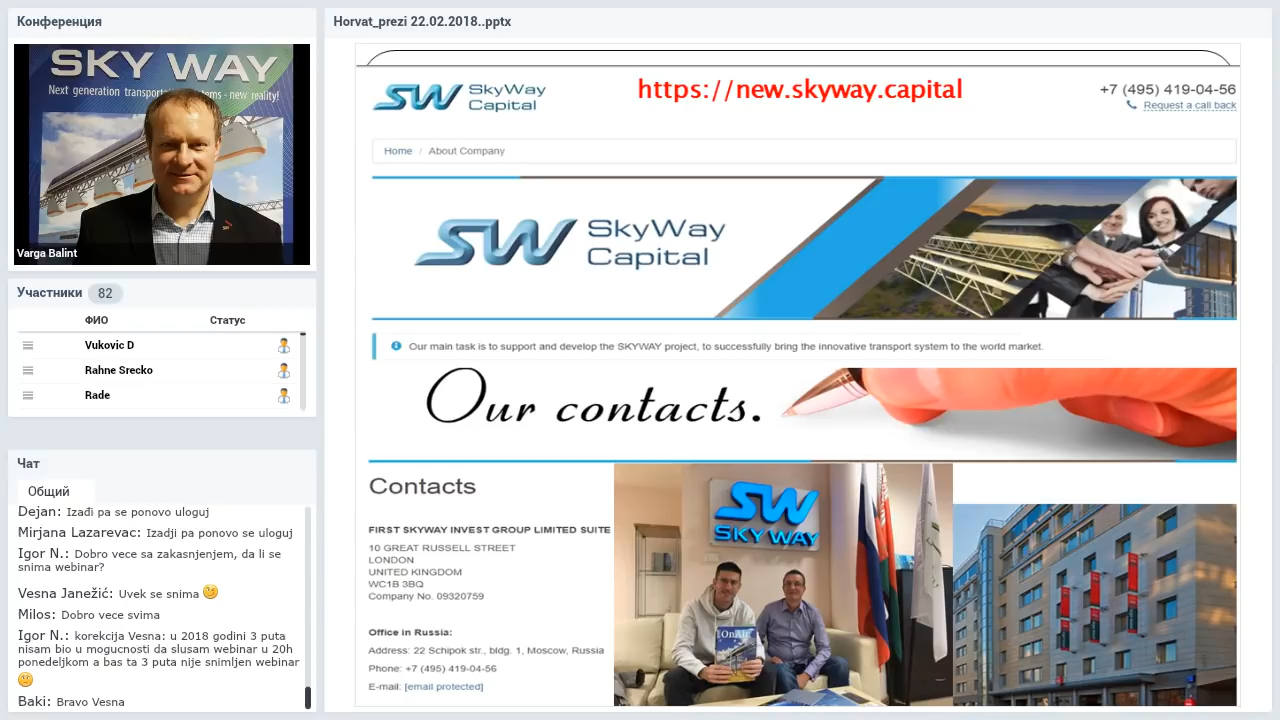 Конференция
SKY WAY
Varga Balint
Участники 82
ФИО Статус
Vukovic D
Rahne Srecko
Rade
Чат
Общий
Dejan: Izađi pa se ponovo uloguj
Mirjana Lazarevac: Izadji pa ponovo se uloguj
Igor N.: Dobro vece sa zakasnjenjem, da li se
snima webinar?
Vesna Janežić: Uvek se snima
Milos: Dobro vece svima
Igor N.: korekcija Vesna: u 2018 godini 3 puta
nisam bio u mogucnosti da slusam webinar u 20h
ponedeljkom a bas ta 3 puta nije snimljen webinar
Baki: Bravo Vesna
Horvat_prezi 22.02.2018..pptx
SW SkyWay
Capital
https://new.skyway.capital
+7 (495) 419-04-56
Request a call back
Home / About Company
SW SkyWay
Capital
Our main task is to support and develop the SKYWAY project, to successfully bring the innovative transport system to the world market.
Our contacts.
Contacts
FIRST SKYWAY INVEST GROUP LIMITED SUITE
10 GREAT RUSSELL STREET
LONDON
UNITED KINGDOM
WC1B 3BQ
Company No. 09320759
Office in Russia:
Address: 22 Schipok str., bldg. 1, Moscow, Russia
Phone: +7 (495) 419-04-56
E-mail: [email protected]
SW
SKY WAY
OnAir